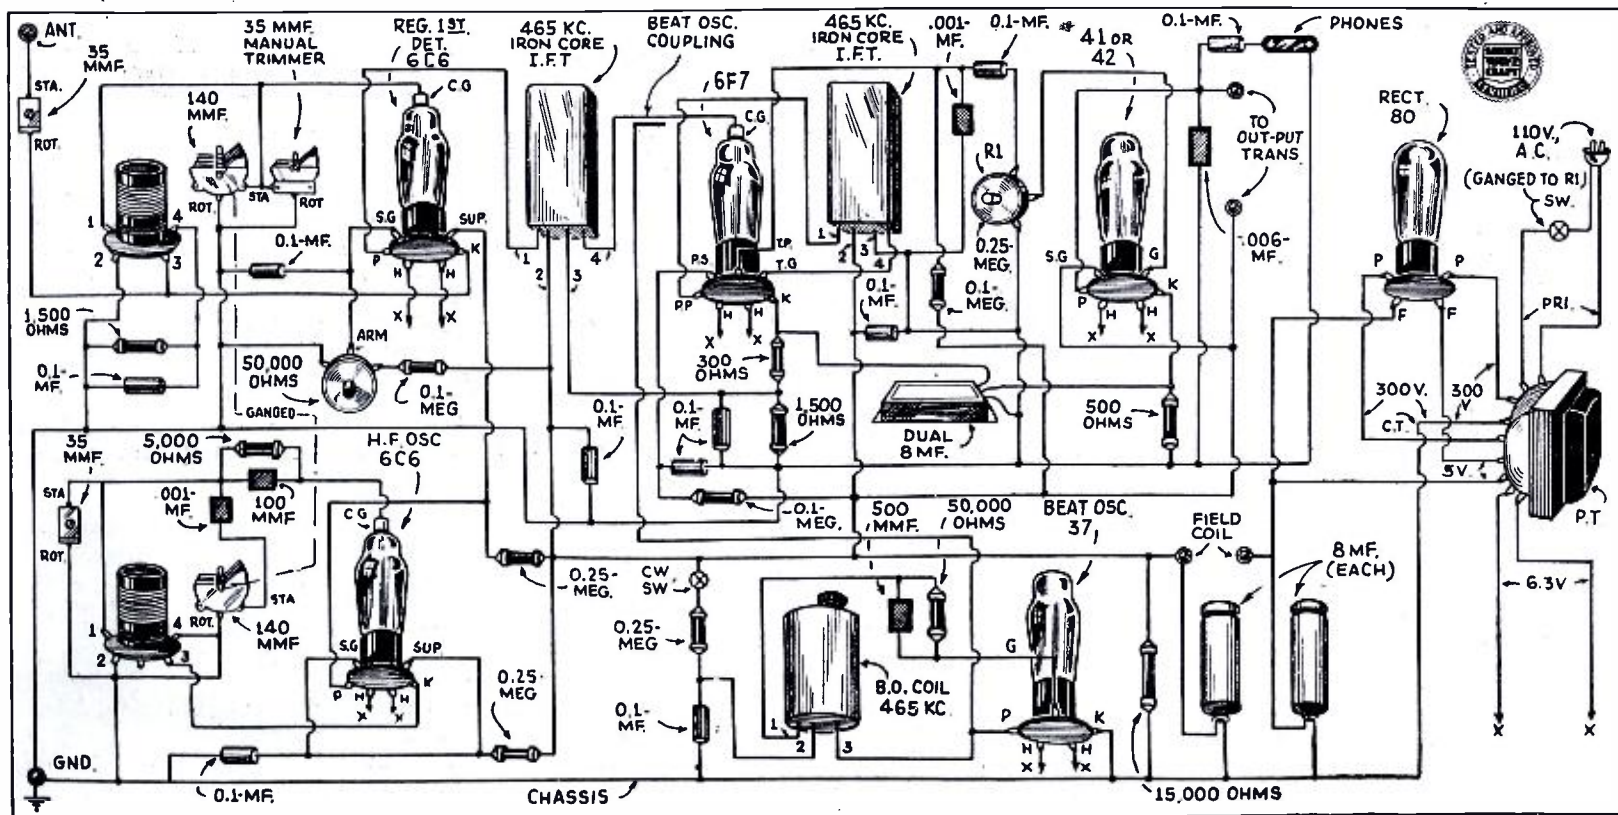 ANT.
35
MMF.
STA.
ROT.
35 MMF.
MANUAL
TRIMMER
140
MMF.
ROT.
STA
ROT
1
4
2
3
REG. 1ST.
DET.
6C6
C.G
S.G
SUP.
P
K
H
H
X
X
465 KC.
IRON CORE
I.F.T
1
2
3
4
BEAT OSC.
COUPLING
6F7
C.G.
P.S
T.P.
T.G
P.P
K
H
H
X
X
465 KC.
IRON CORE
I.F.T.
1
2
3
4
.001-
MF.
0.1-MF.
R1
0.25-
MEG.
0.1-
MEG.
0.1-
MF.
41 OR
42
S.G
G
P
K
H
H
X
X
0.1-MF.
PHONES
TO
OUT-PUT
TRANS.
.006-
MF.
TESTED AND APPROVED
SHORT
WAVE
CRAFT
RECT.
80
P
P
F
F
110V.,
A.C.
(GANGED TO R1)
SW.
PRI.
300V.
300
V
C.T.
5V.
P.T
6.3V
X
X
0.1-MF.
1,500
OHMS
0.1-
MF.
50,000
OHMS
ARM
0.1-
MEG
GANGED
300
OHMS
0.1-
MF.
0.1-
MF.
1,500
OHMS
DUAL
8MF.
500
OHMS
0.1-
MEG.
35
MMF.
STA
ROT.
5,000
OHMS
.001-
MF.
100
MMF
H.F. OSC
6C6
C G
S.G
SUP.
P
K
H
H
X
X
1
4
2
3
ROT.
STA
140
MMF
0.25-
MEG.
0.25-
MEG
CW
SW
0.25-
MEG
0.1-
MF.
500
MMF.
50,000
OHMS
B.O. COIL
465 KC.
1
2
3
BEAT OSC.
37
G
P
K
H
H
X
X
FIELD
COIL
8 MF.
(EACH)
15,000 OHMS
GND.
0.1-MF.
CHASSIS